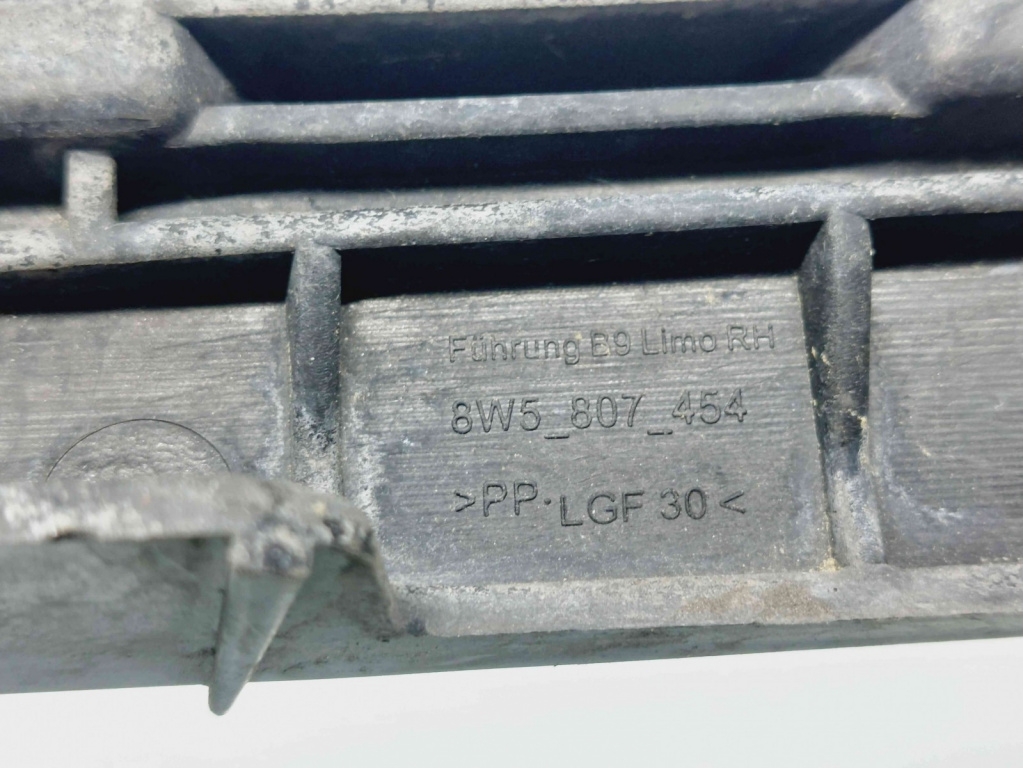 Führung B9 Limo RH
8W5_807_454
>PP·LGF 30<